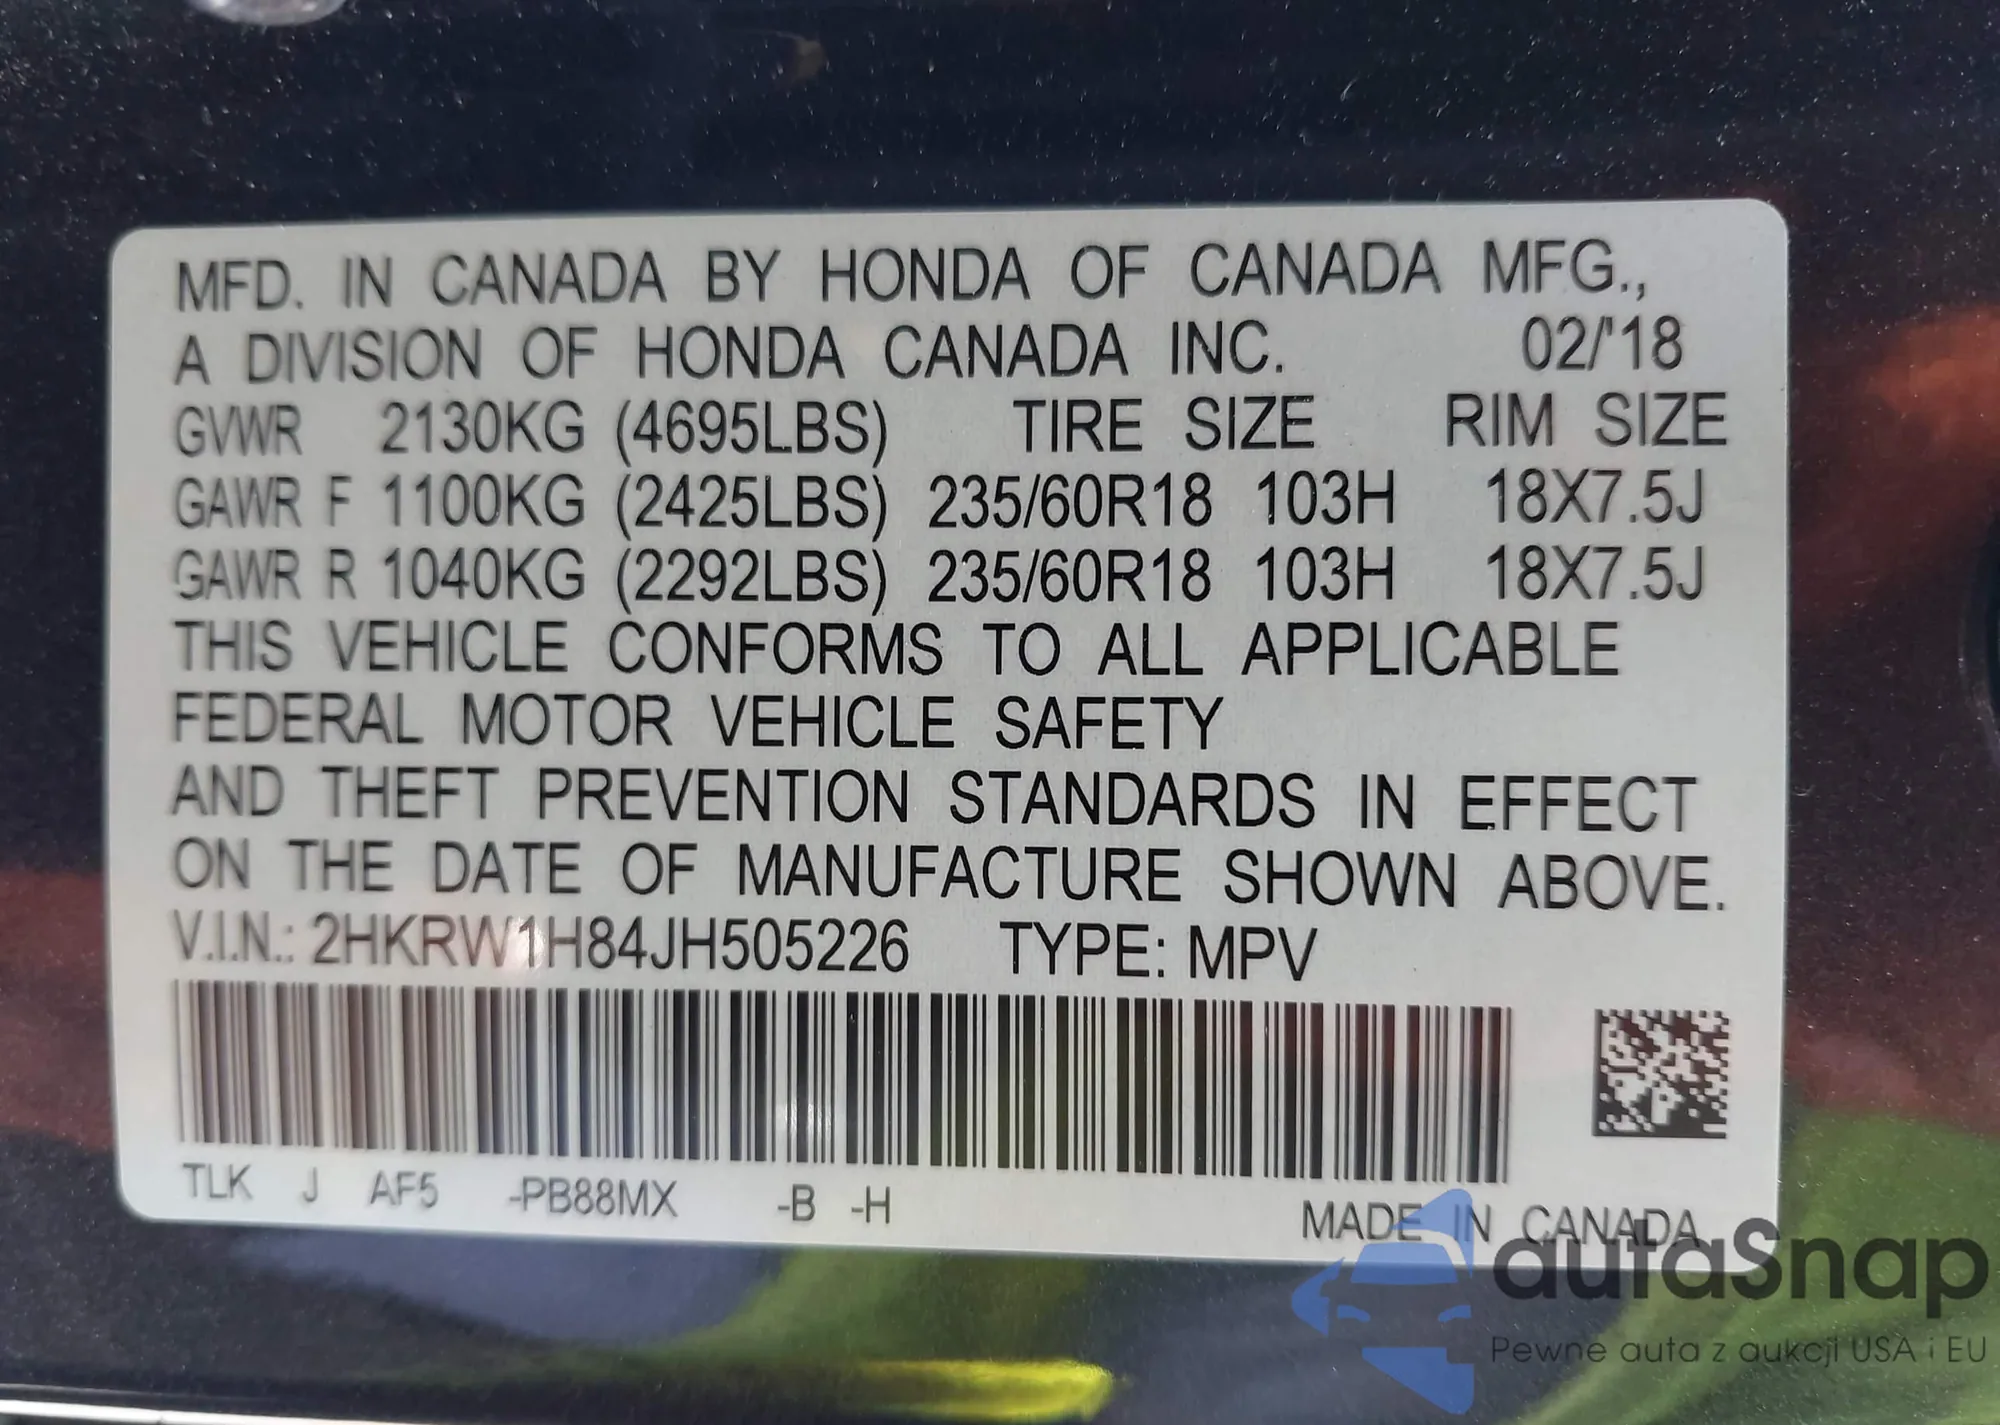 MFD. IN CANADA BY HONDA OF CANADA MFG.,
A DIVISION OF HONDA CANADA INC. 02/'18
GVWR 2130KG (4695LBS) TIRE SIZE RIM SIZE
GAWR F 1100KG (2425LBS) 235/60R18 103H 18X7.5J
GAWR R 1040KG (2292LBS) 235/60R18 103H 18X7.5J
THIS VEHICLE CONFORMS TO ALL APPLICABLE
FEDERAL MOTOR VEHICLE SAFETY
AND THEFT PREVENTION STANDARDS IN EFFECT
ON THE DATE OF MANUFACTURE SHOWN ABOVE.
V.I.N.: 2HKRW1H84JH505226 TYPE: MPV
TLK J AF5 -PB88MX -B -H
MADE IN CANADA
autaSnap
Pewne auta z aukcji USA i EU